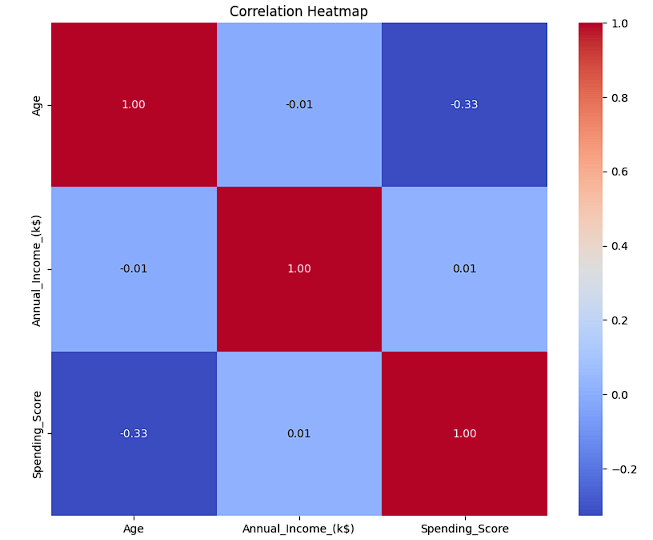 Correlation Heatmap
Age
1.00
-0.01
-0.33
Annual_Income_(k$)
-0.01
1.00
0.01
Spending_Score
-0.33
0.01
1.00
Age
Annual_Income_(k$)
Spending_Score
1.0
0.8
0.6
0.4
0.2
0.0
−0.2